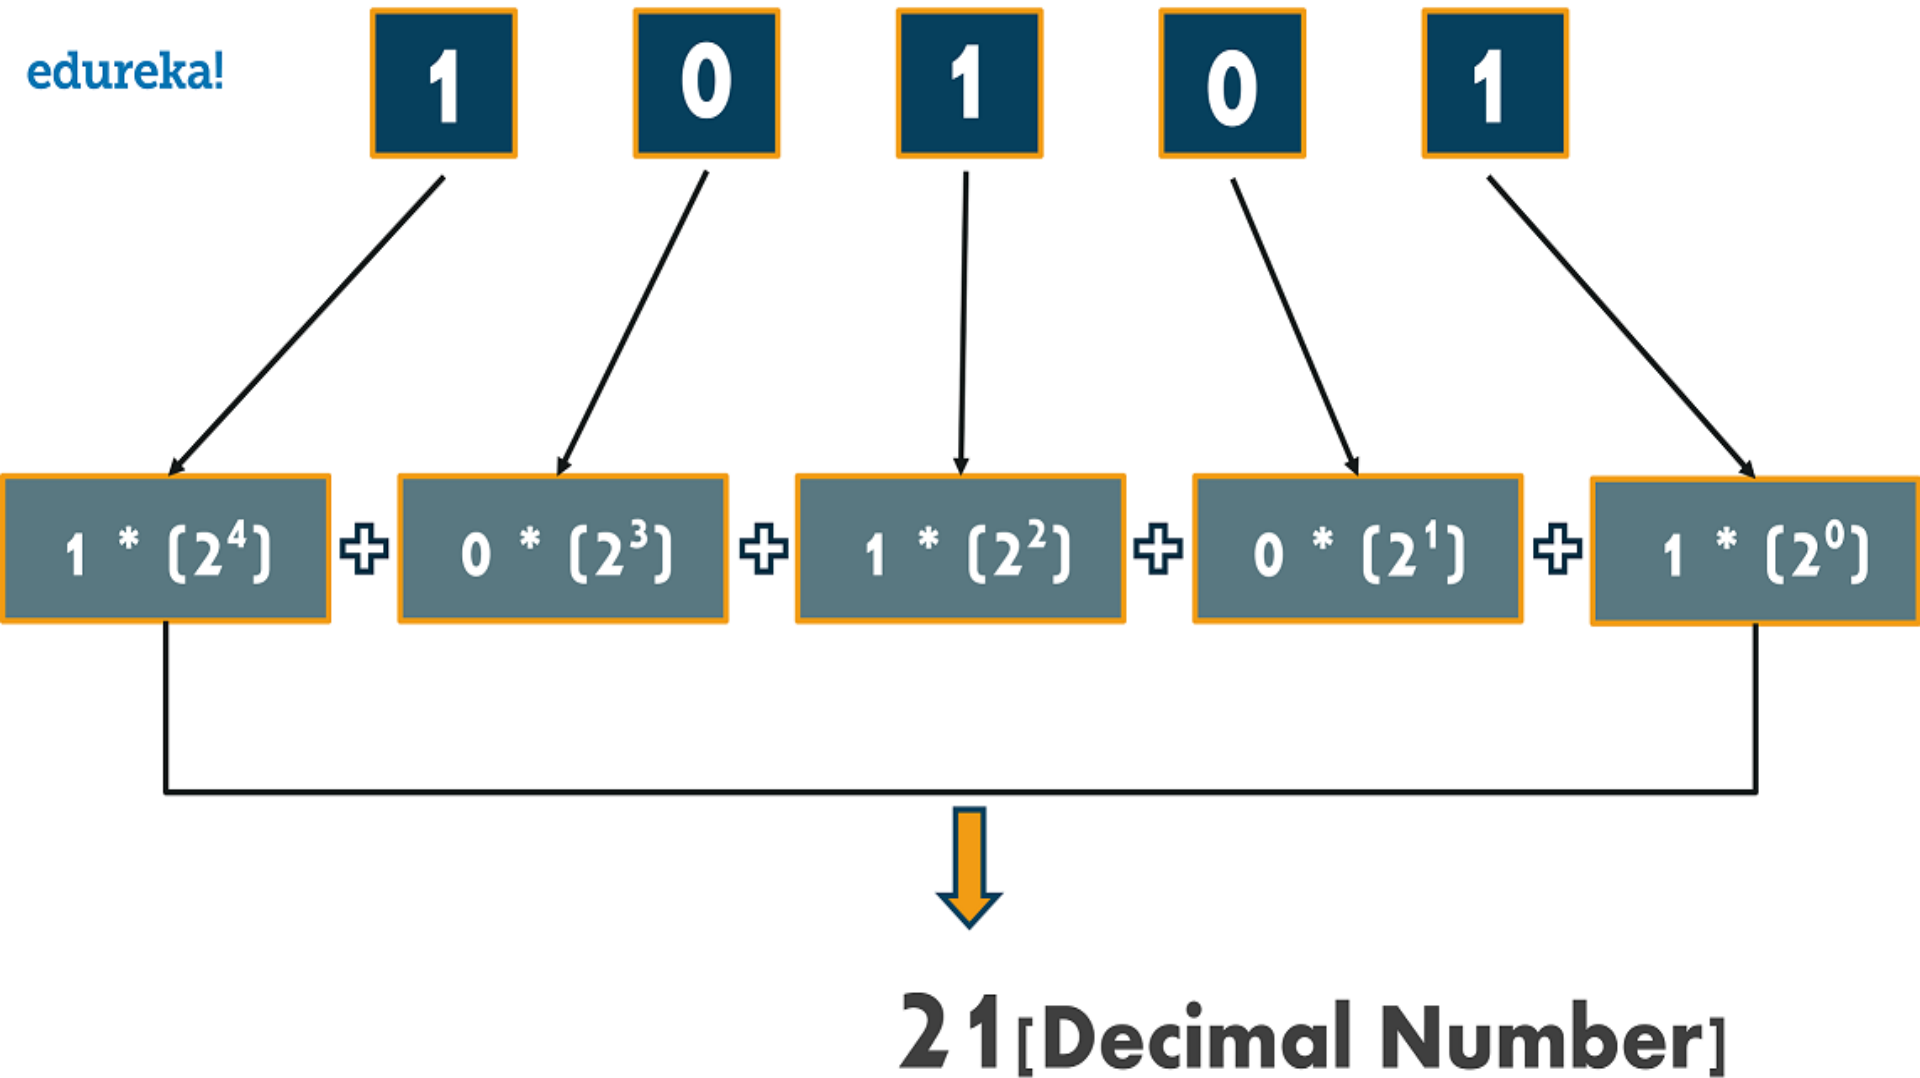 edureka!
1 0 1 0 1
1 * (2⁴) + 0 * (2³) + 1 * (2²) + 0 * (2¹) + 1 * (2⁰)
21[Decimal Number]